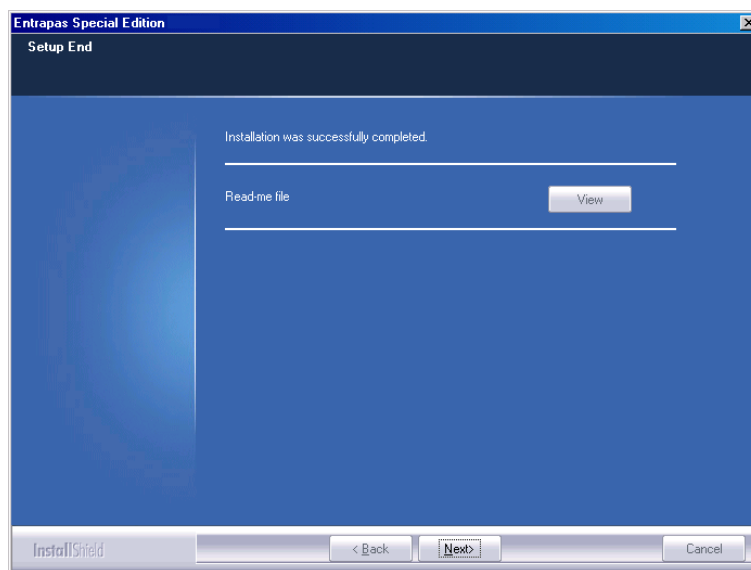 Entrapas Special Edition
Setup End
Installation was successfully completed.
Read-me file
View
InstallShield
< Back
Next>
Cancel